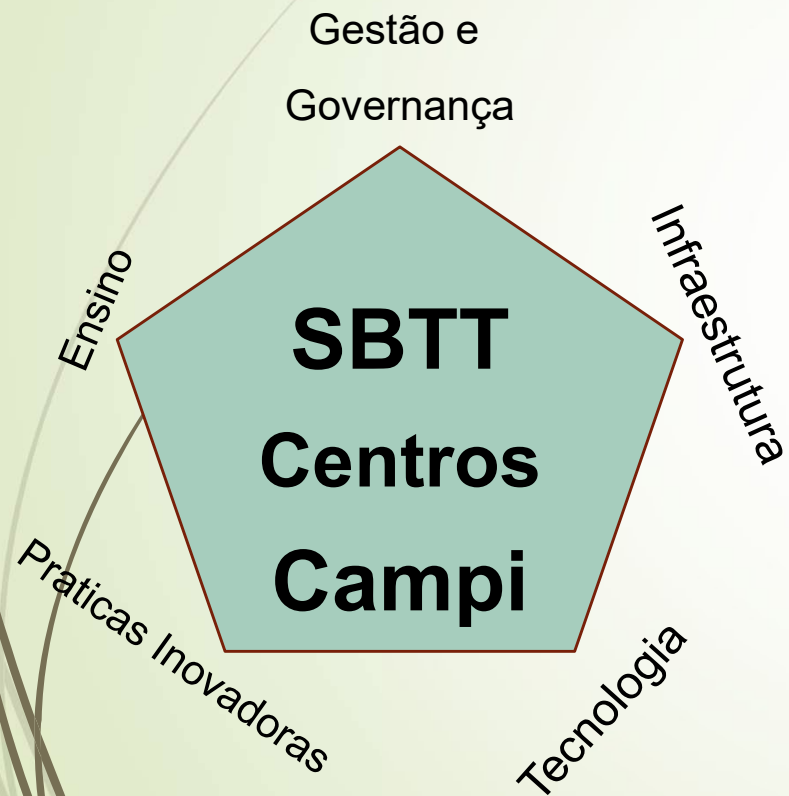 Gestão e
Governança
Ensino
Infraestrutura
SBTT
Centros
Campi
Praticas Inovadoras
Tecnologia